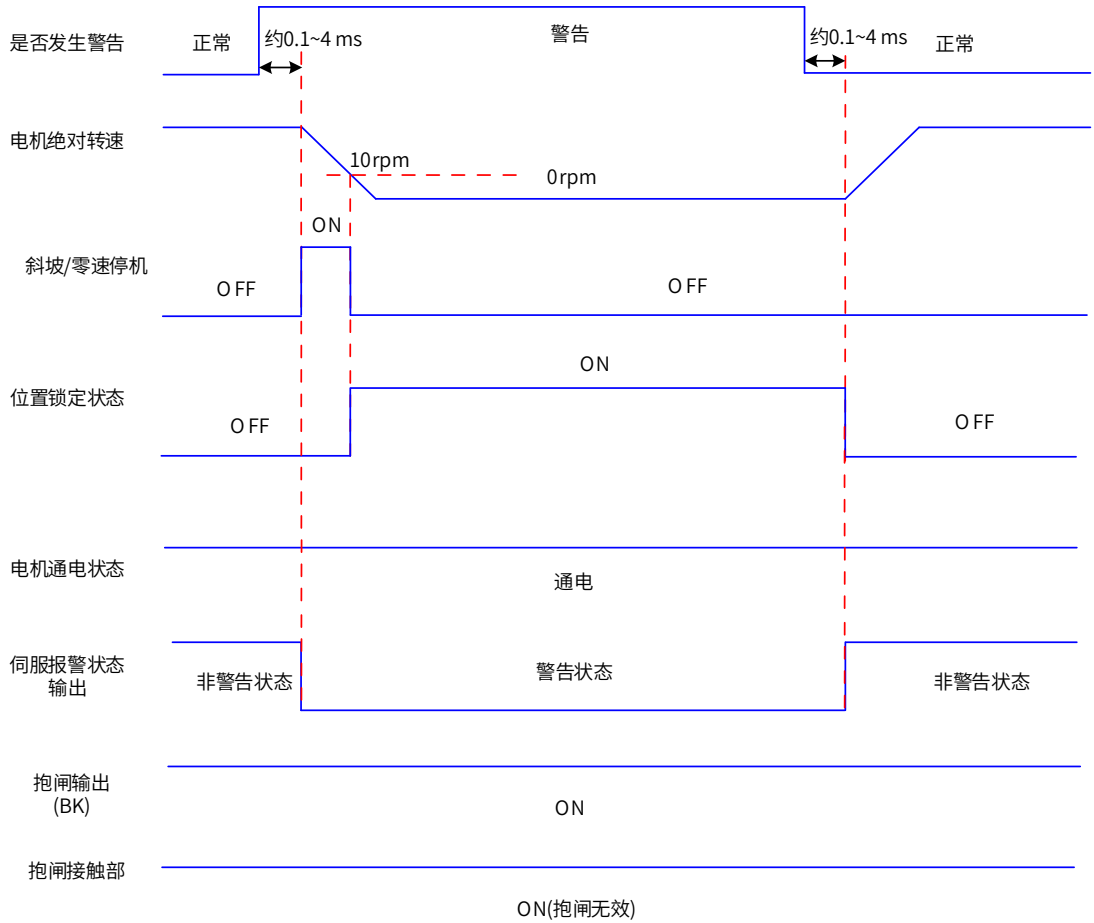 是否发生警告
正常
约0.1~4 ms
警告
约0.1~4 ms
正常
电机绝对转速
10rpm
0rpm
ON
斜坡/零速停机
OFF
OFF
ON
位置锁定状态
OFF
OFF
电机通电状态
通电
伺服报警状态
输出
非警告状态
警告状态
非警告状态
抱闸输出
(BK)
ON
抱闸接触部
ON(抱闸无效)